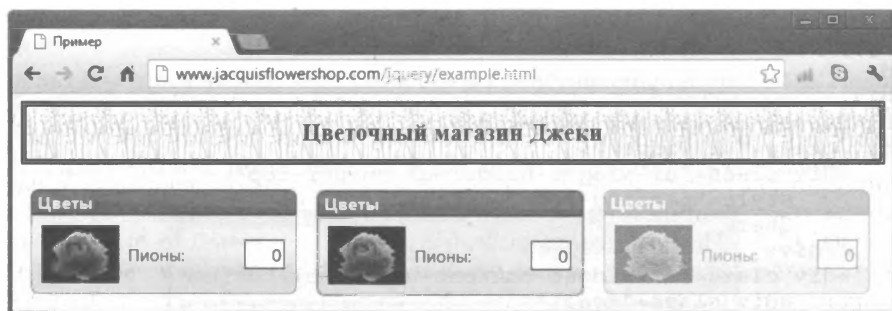 Пример
www.jacquisflowershop.com/jquery/example.html
Цветочный магазин Джеки
Цветы
Пионы: 0
Цветы
Пионы: 0
Цветы
Пионы: 0